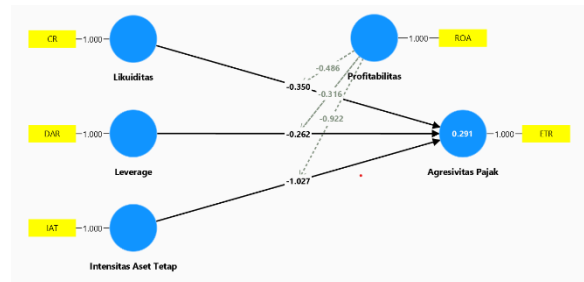 CR
1.000
Likuiditas
Profitabilitas
1.000
ROA
-0.486
-0.350
-0.316
-0.922
DAR
1.000
Leverage
-0.262
0.291
1.000
ETR
Agresivitas Pajak
-1.027
IAT
1.000
Intensitas Aset Tetap